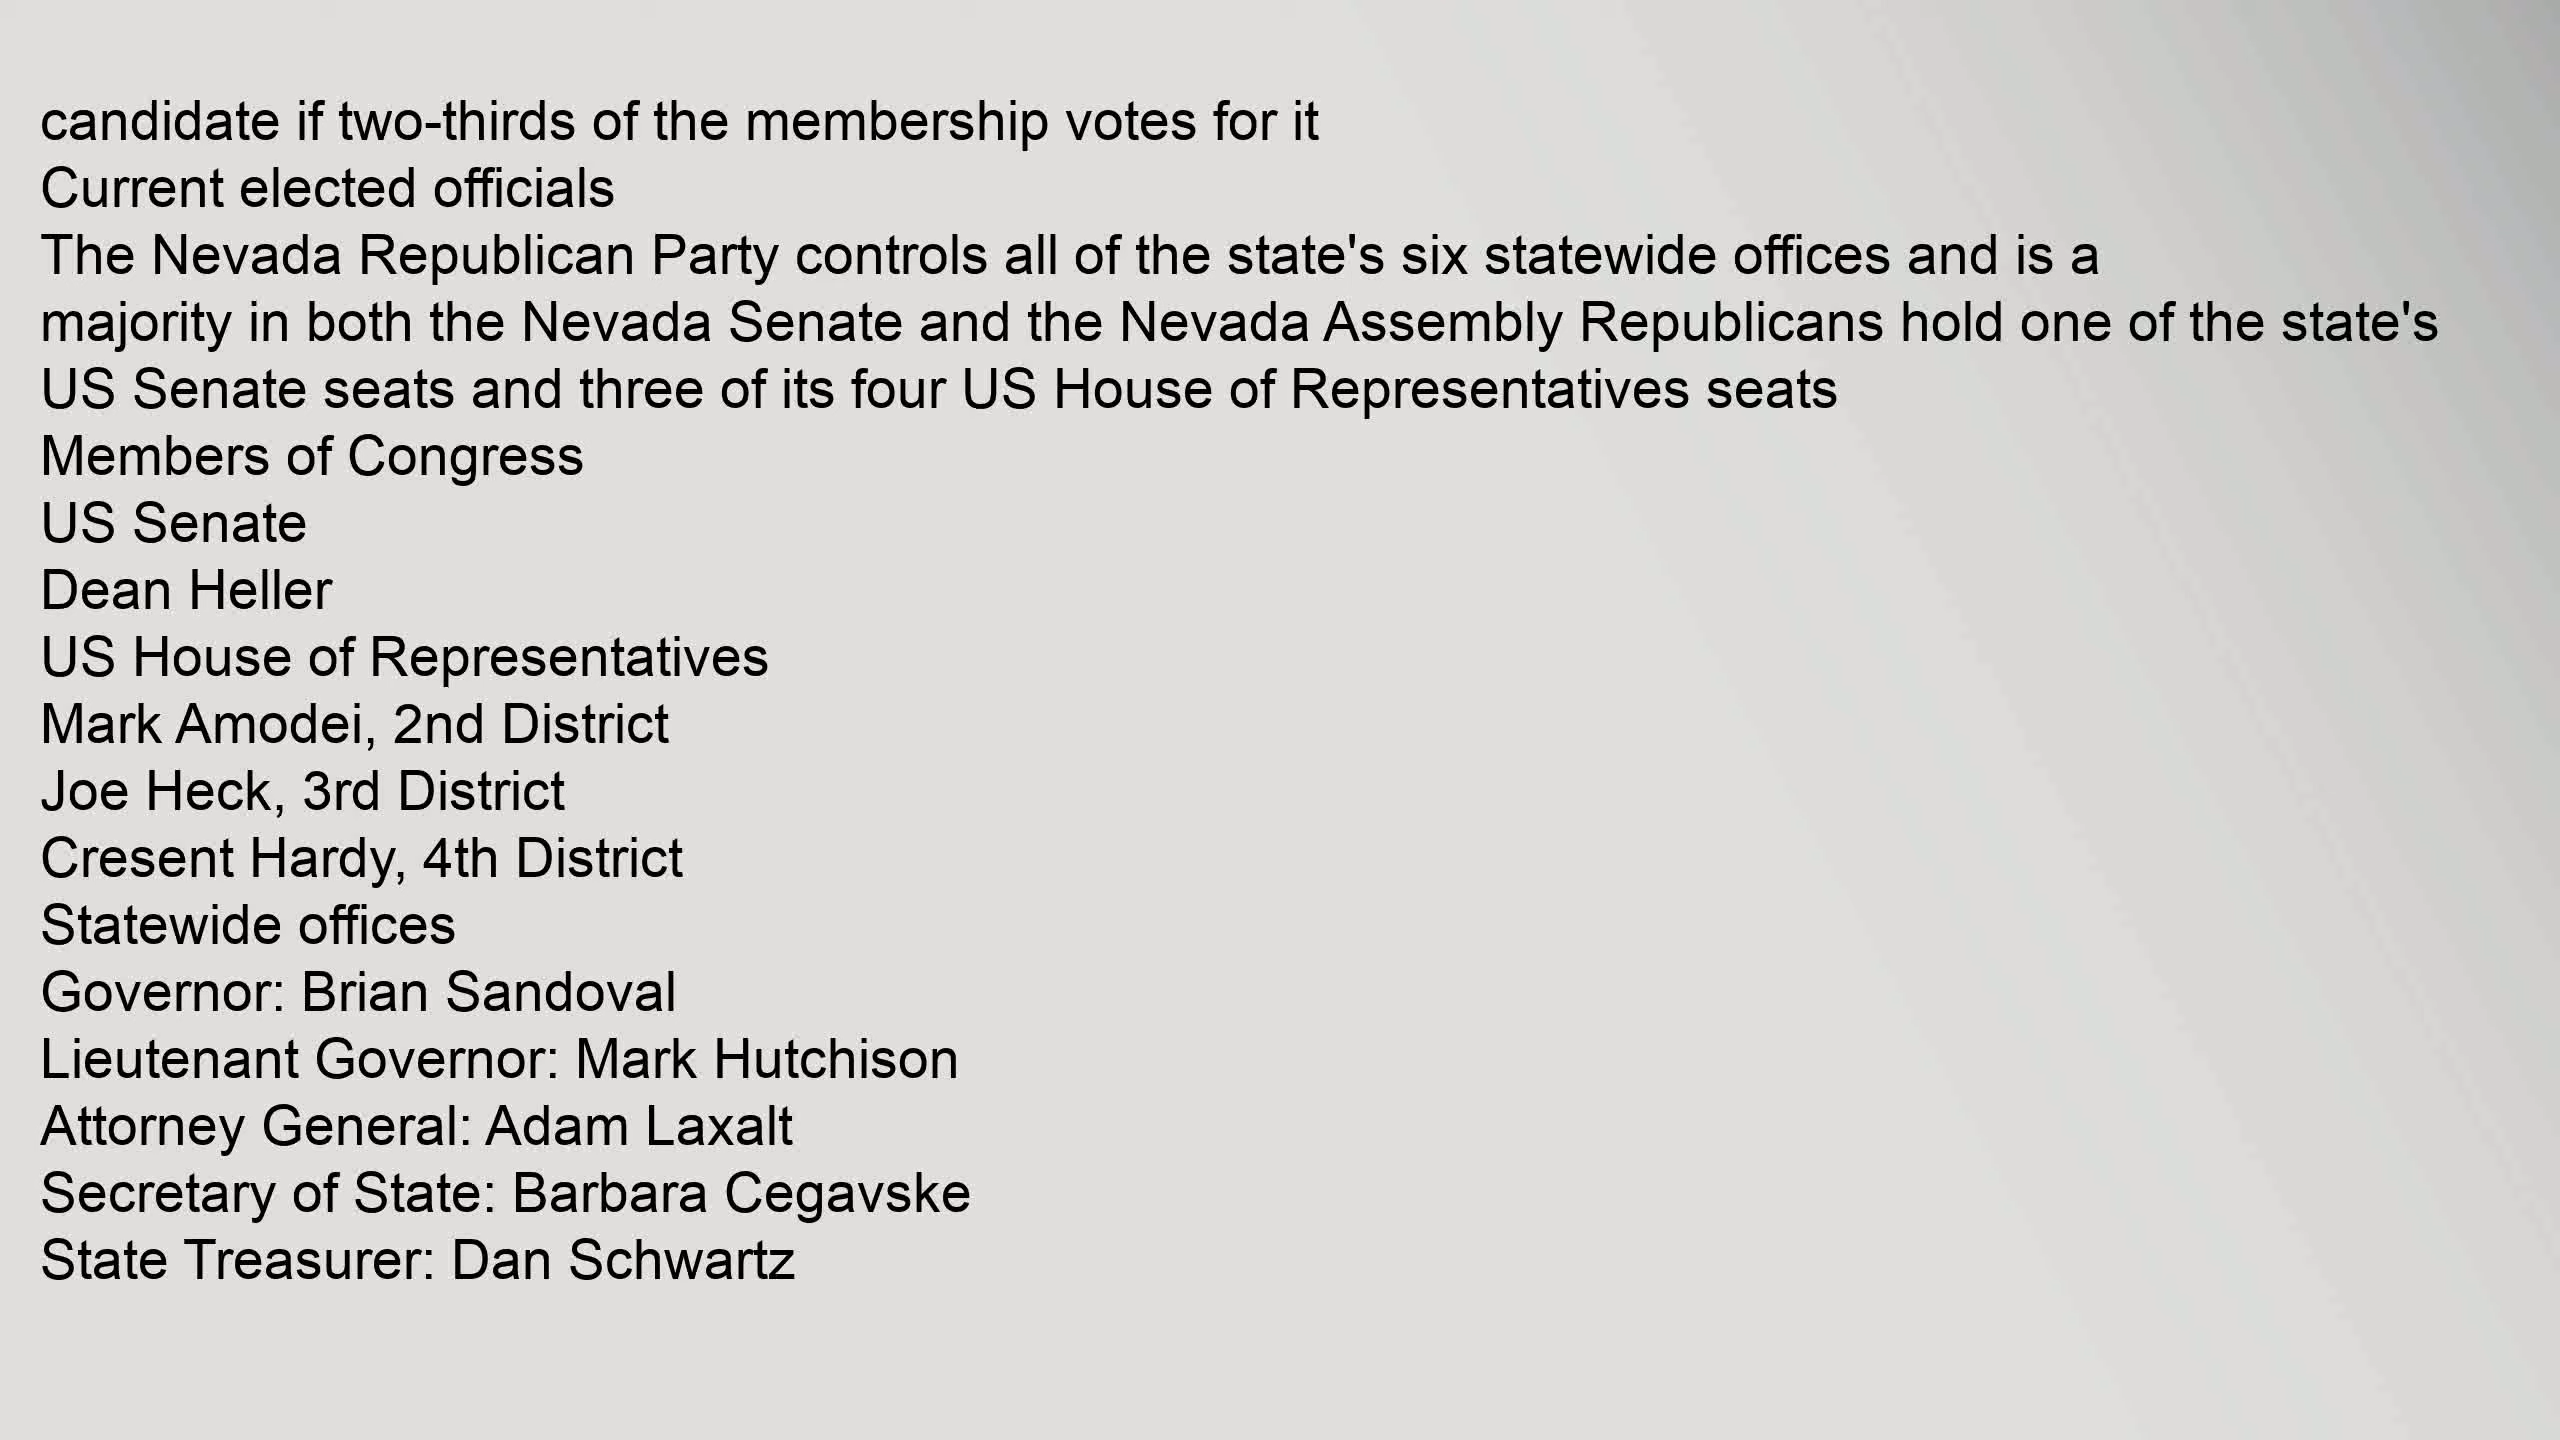 candidate if two-thirds of the membership votes for it
Current elected officials
The Nevada Republican Party controls all of the state's six statewide offices and is a
majority in both the Nevada Senate and the Nevada Assembly Republicans hold one of the state's
US Senate seats and three of its four US House of Representatives seats
Members of Congress
US Senate
Dean Heller
US House of Representatives
Mark Amodei, 2nd District
Joe Heck, 3rd District
Cresent Hardy, 4th District
Statewide offices
Governor: Brian Sandoval
Lieutenant Governor: Mark Hutchison
Attorney General: Adam Laxalt
Secretary of State: Barbara Cegavske
State Treasurer: Dan Schwartz